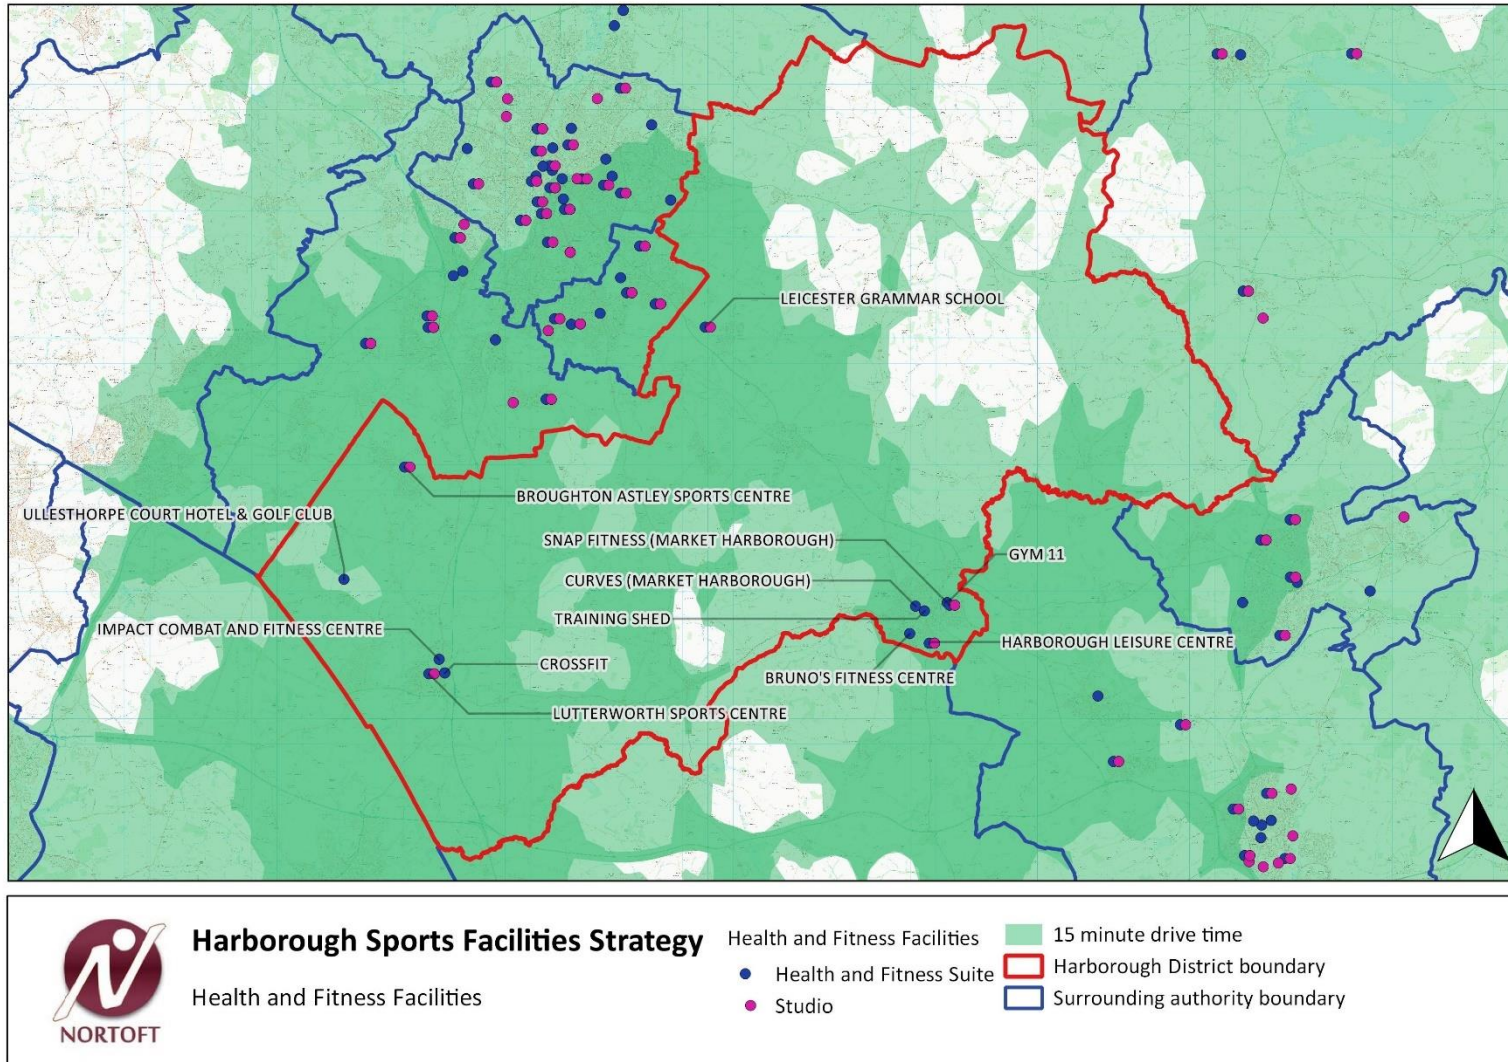 LEICESTER GRAMMAR SCHOOL
BROUGHTON ASTLEY SPORTS CENTRE
ULLESTHORPE COURT HOTEL & GOLF CLUB
SNAP FITNESS (MARKET HARBOROUGH)
GYM 11
CURVES (MARKET HARBOROUGH)
TRAINING SHED
IMPACT COMBAT AND FITNESS CENTRE
HARBOROUGH LEISURE CENTRE
CROSSFIT
BRUNO'S FITNESS CENTRE
LUTTERWORTH SPORTS CENTRE
NORTOFT
Harborough Sports Facilities Strategy
Health and Fitness Facilities
Health and Fitness Facilities
Health and Fitness Suite
Studio
15 minute drive time
Harborough District boundary
Surrounding authority boundary